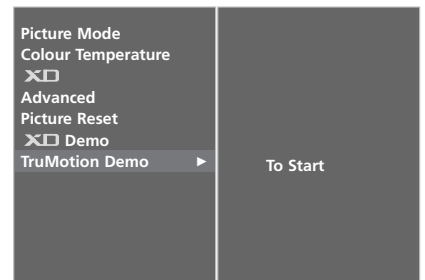 Picture Mode
Colour Temperature
XD
Advanced
Picture Reset
XD Demo
TruMotion Demo ►
To Start